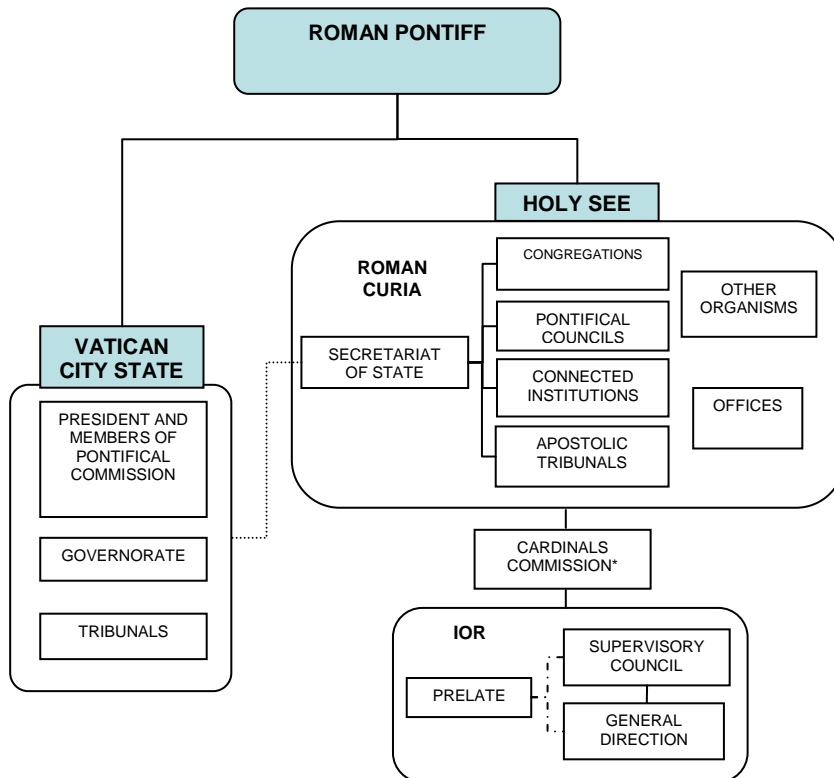 ROMAN PONTIFF
HOLY SEE
ROMAN
CURIA
CONGREGATIONS
OTHER
ORGANISMS
PONTIFICAL
COUNCILS
SECRETARIAT
OF STATE
CONNECTED
INSTITUTIONS
OFFICES
APOSTOLIC
TRIBUNALS
VATICAN
CITY STATE
PRESIDENT AND
MEMBERS OF
PONTIFICAL
COMMISSION
GOVERNORATE
TRIBUNALS
CARDINALS
COMMISSION*
IOR
SUPERVISORY
COUNCIL
PRELATE
GENERAL
DIRECTION